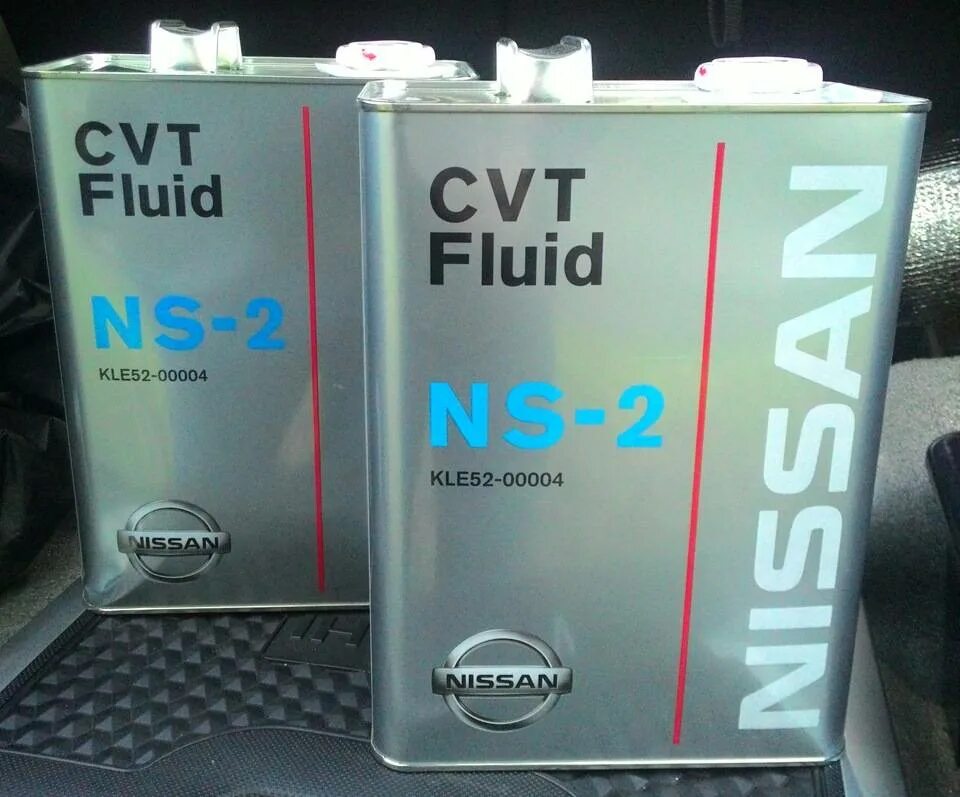 CVT
Fluid
NS-2
KLE52-00004
NISSAN
CVT
Fluid
NS-2
KLE52-00004
NISSAN
NISSAN